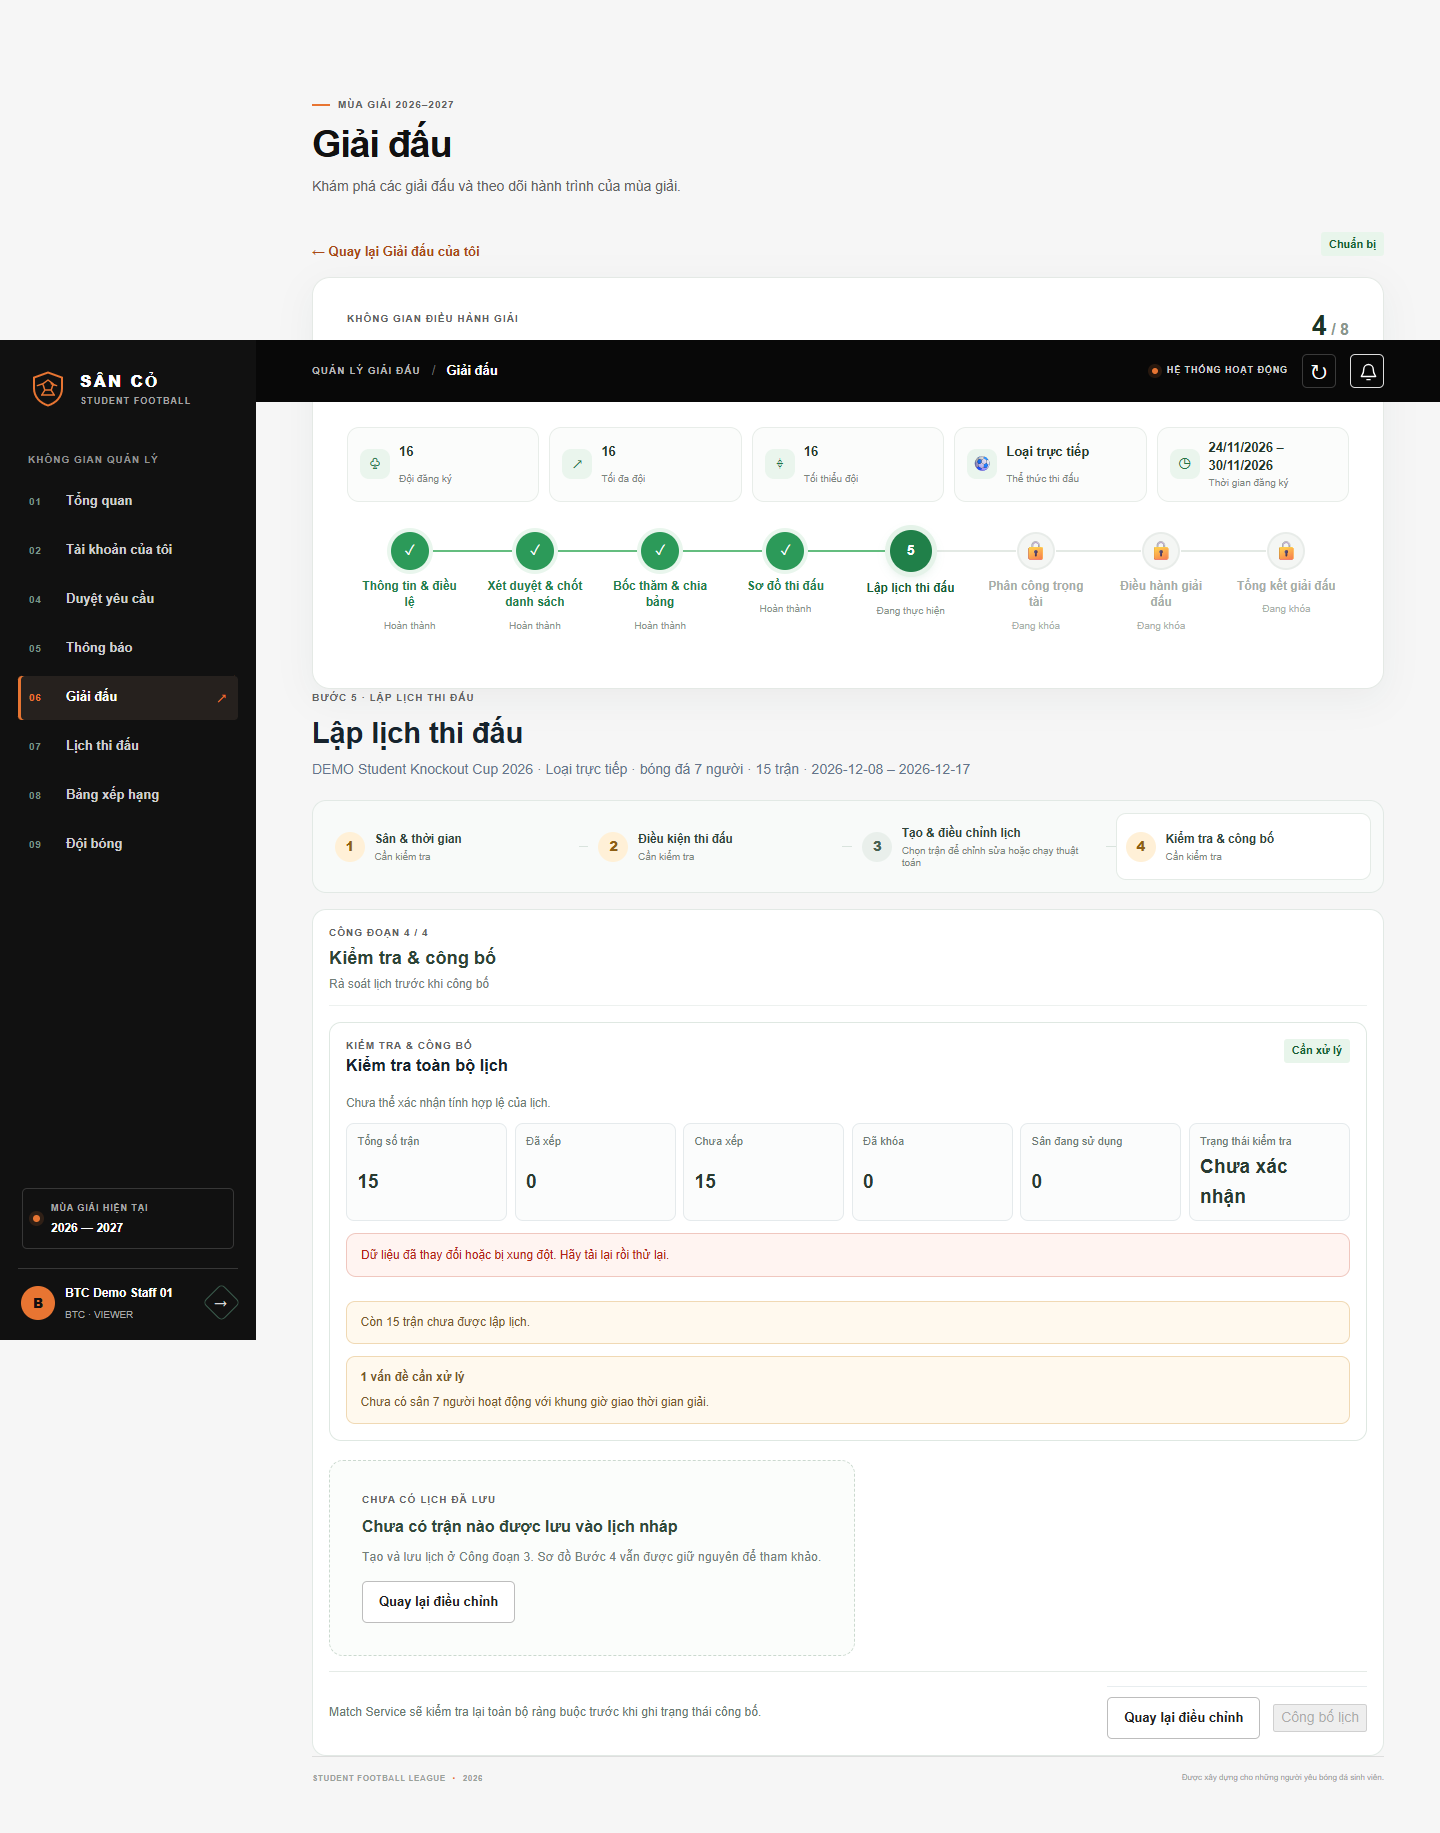 MÙA GIẢI 2026–2027
Giải đấu
Khám phá các giải đấu và theo dõi hành trình của mùa giải.
← Quay lại Giải đấu của tôi
Chuẩn bị
KHÔNG GIAN ĐIỀU HÀNH GIẢI
4 / 8
SÂN CỎ
STUDENT FOOTBALL
QUẢN LÝ GIẢI ĐẤU / Giải đấu
HỆ THỐNG HOẠT ĐỘNG
KHÔNG GIAN QUẢN LÝ
01 Tổng quan
02 Tài khoản của tôi
04 Duyệt yêu cầu
05 Thông báo
06 Giải đấu ↗
07 Lịch thi đấu
08 Bảng xếp hạng
09 Đội bóng
MÙA GIẢI HIỆN TẠI
2026 — 2027
B
BTC Demo Staff 01
BTC · VIEWER
→
16
Đội đăng ký
16
Tối đa đội
16
Tối thiểu đội
Loại trực tiếp
Thể thức thi đấu
24/11/2026 –
30/11/2026
Thời gian đăng ký
✓
Thông tin & điều
lệ
Hoàn thành
✓
Xét duyệt & chốt
danh sách
Hoàn thành
✓
Bốc thăm & chia
bảng
Hoàn thành
✓
Sơ đồ thi đấu
Hoàn thành
5
Lập lịch thi đấu
Đang thực hiện
Phân công trọng
tài
Đang khóa
Điều hành giải
đấu
Đang khóa
Tổng kết giải đấu
Đang khóa
BƯỚC 5 · LẬP LỊCH THI ĐẤU
Lập lịch thi đấu
DEMO Student Knockout Cup 2026 · Loại trực tiếp · bóng đá 7 người · 15 trận · 2026-12-08 – 2026-12-17
1
Sân & thời gian
Cần kiểm tra
2
Điều kiện thi đấu
Cần kiểm tra
3
Tạo & điều chỉnh lịch
Chọn trận để chỉnh sửa hoặc chạy thuật
toán
4
Kiểm tra & công bố
Cần kiểm tra
CÔNG ĐOẠN 4 / 4
Kiểm tra & công bố
Rà soát lịch trước khi công bố
KIỂM TRA & CÔNG BỐ
Kiểm tra toàn bộ lịch
Cần xử lý
Chưa thể xác nhận tính hợp lệ của lịch.
Tổng số trận
15
Đã xếp
0
Chưa xếp
15
Đã khóa
0
Sân đang sử dụng
0
Trạng thái kiểm tra
Chưa xác
nhận
Dữ liệu đã thay đổi hoặc bị xung đột. Hãy tải lại rồi thử lại.
Còn 15 trận chưa được lập lịch.
1 vấn đề cần xử lý
Chưa có sân 7 người hoạt động với khung giờ giao thời gian giải.
CHƯA CÓ LỊCH ĐÃ LƯU
Chưa có trận nào được lưu vào lịch nháp
Tạo và lưu lịch ở Công đoạn 3. Sơ đồ Bước 4 vẫn được giữ nguyên để tham khảo.
Quay lại điều chỉnh
Match Service sẽ kiểm tra lại toàn bộ ràng buộc trước khi ghi trạng thái công bố.
Quay lại điều chỉnh
Công bố lịch
STUDENT FOOTBALL LEAGUE • 2026
Được xây dựng cho những người yêu bóng đá sinh viên.